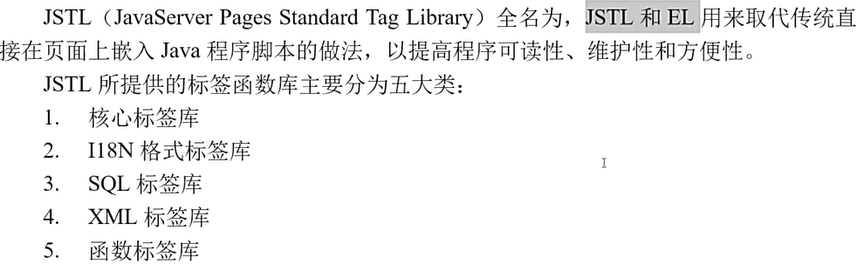 JSTL（JavaServer Pages Standard Tag Library）全名为，JSTL 和 EL 用来取代传统直
接在页面上嵌入 Java 程序脚本的做法，以提高程序可读性、维护性和方便性。
JSTL 所提供的标签函数库主要分为五大类：
1. 核心标签库
2. I18N 格式标签库
3. SQL 标签库
4. XML 标签库
5. 函数标签库